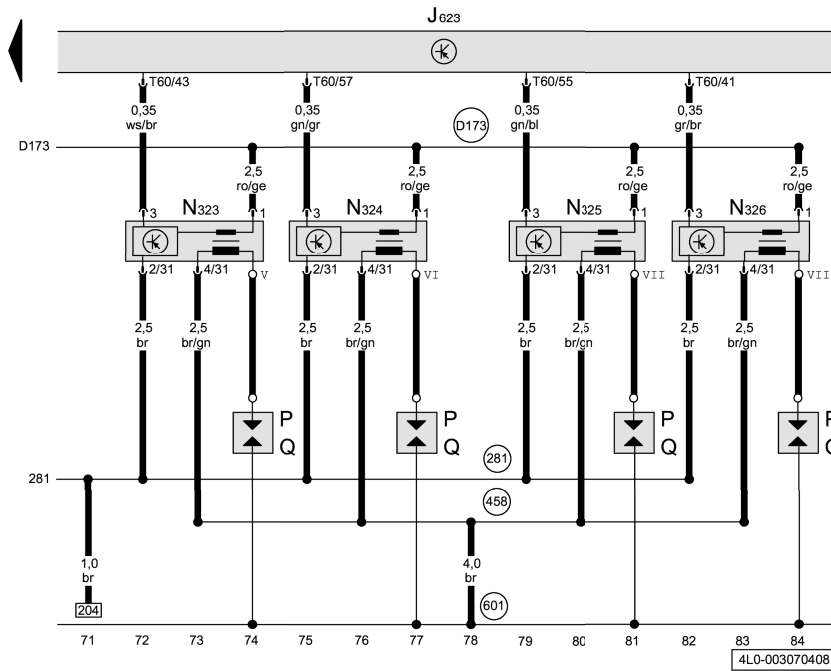 J623
T60/43 T60/57 T60/55 T60/41
0,35 0,35 0,35 0,35
ws/br gn/gr D173 gn/bl gr/br
D173
2,5 2,5 2,5 2,5
ro/ge ro/ge ro/ge ro/ge
3 N323 1 3 N324 1 3 N325 1 3 N326 1
2/31 4/31 V 2/31 4/31 VI 2/31 4/31 VII 2/31 4/31 VII
2,5 2,5 2,5 2,5 2,5 2,5 2,5 2,5
br br/gn br br/gn br br/gn br br/gn
P P P
Q Q Q
281 281
458
1,0 4,0
br br
204 601
71 72 73 74 75 76 77 78 79 80 81 82 83 84
4L0-003070408